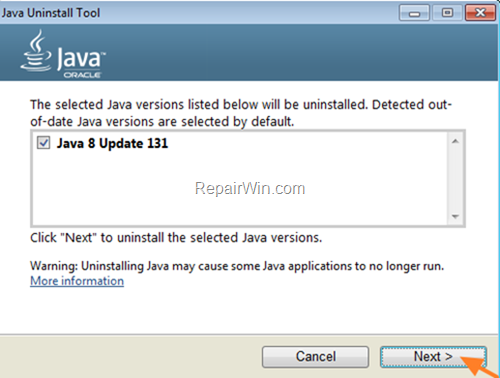 Java Uninstall Tool
Java™
ORACLE
The selected Java versions listed below will be uninstalled. Detected out-
of-date Java versions are selected by default.
Java 8 Update 131
RepairWin.com
Click "Next" to uninstall the selected Java versions.
Warning: Uninstalling Java may cause some Java applications to no longer run.
More information
Cancel
Next >